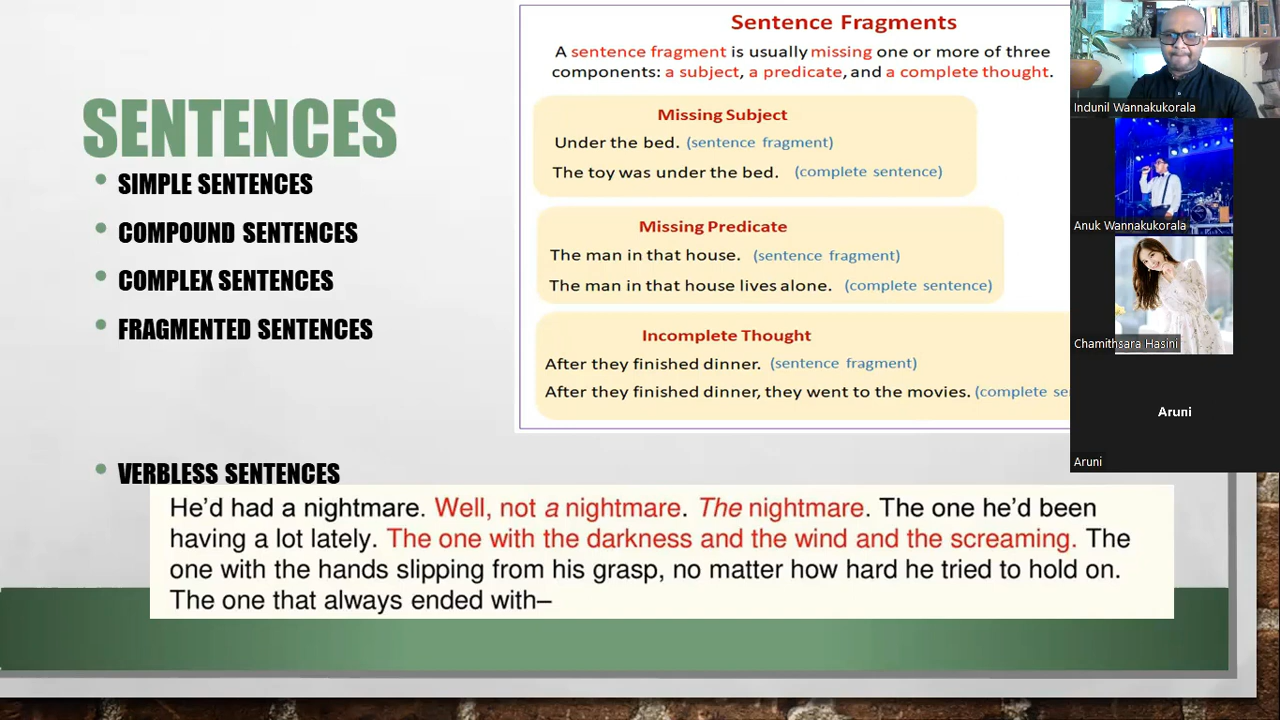 SENTENCES
SIMPLE SENTENCES
COMPOUND SENTENCES
COMPLEX SENTENCES
FRAGMENTED SENTENCES
VERBLESS SENTENCES
Sentence Fragments
A sentence fragment is usually missing one or more of three
components: a subject, a predicate, and a complete thought.
Missing Subject
Under the bed. (sentence fragment)
The toy was under the bed. (complete sentence)
Missing Predicate
The man in that house. (sentence fragment)
The man in that house lives alone. (complete sentence)
Incomplete Thought
After they finished dinner. (sentence fragment)
After they finished dinner, they went to the movies. (complete se
He’d had a nightmare. Well, not a nightmare. The nightmare. The one he’d been
having a lot lately. The one with the darkness and the wind and the screaming. The
one with the hands slipping from his grasp, no matter how hard he tried to hold on.
The one that always ended with–
Indunil Wannakukorala
Anuk Wannakukorala
Chamithsara Hasini
Aruni
Aruni